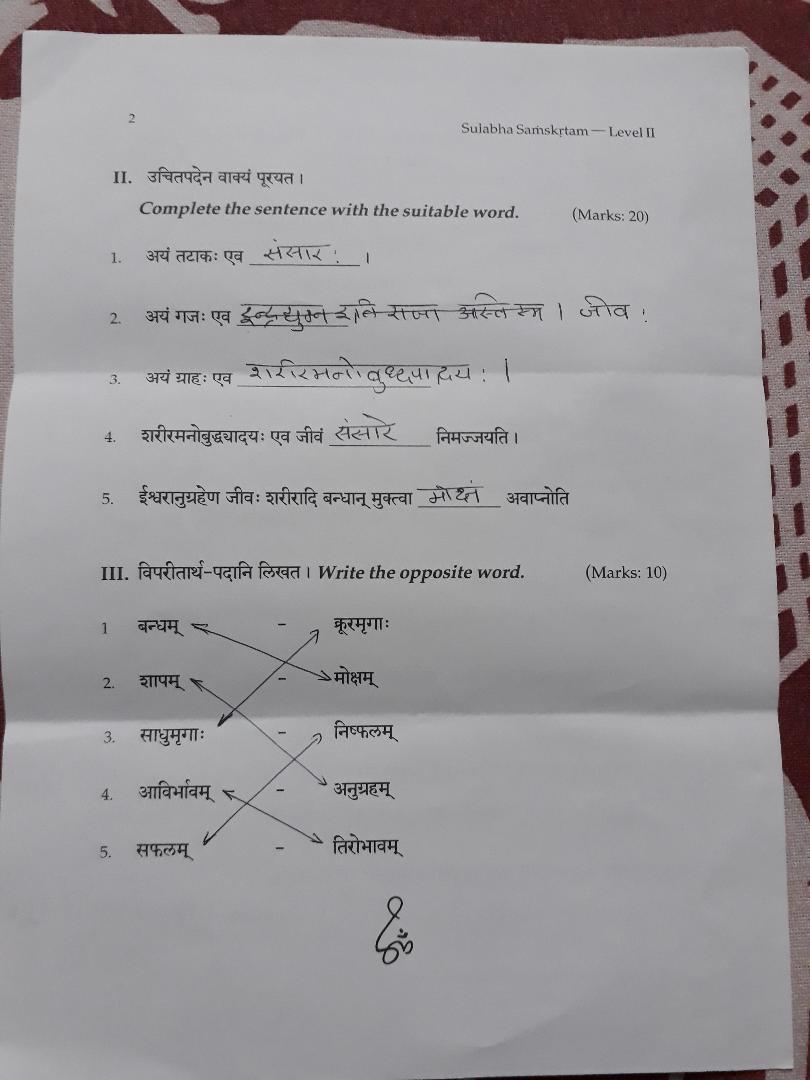 2
Sulabha Saṁskṛtam — Level II
II. उचितपदेन वाक्यं पूरयत ।
Complete the sentence with the suitable word. (Marks: 20)
1. अयं तटाकः एव संसारः ।
2. अयं गजः एव इन्द्रद्युम्न इति राजा अस्ति स्म । जीवः
3. अयं ग्राहः एव शरीरमनोबुध्द्यादयः ।
4. शरीरमनोबुद्ध्यादयः एव जीवं संसारे निमज्जयति ।
5. ईश्वरानुग्रहेण जीवः शरीरादि बन्धान् मुक्त्वा मोक्षं अवाप्नोति
III. विपरीतार्थ-पदानि लिखत । Write the opposite word. (Marks: 10)
1 बन्धम् - क्रूरमृगाः
2. शापम् - मोक्षम्
3. साधुमृगाः - निष्फलम्
4. आविर्भावम् - अनुग्रहम्
5. सफलम् - तिरोभावम्
ॐ